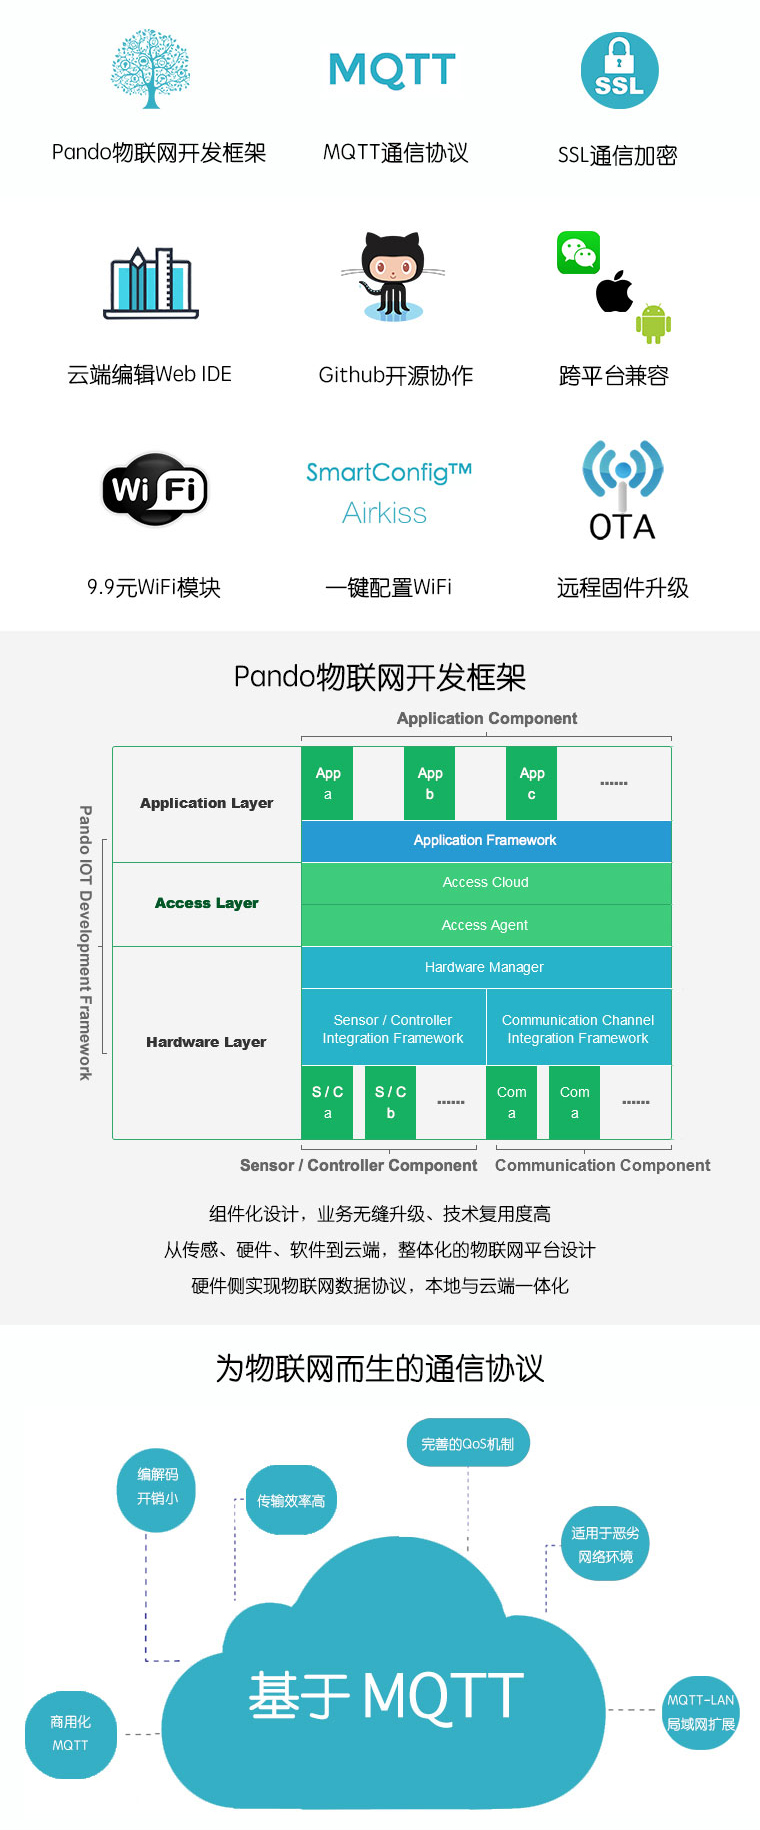 MQTT
SSL
Pando物联网开发框架
MQTT通信协议
SSL通信加密
云端编辑Web IDE
Github开源协作
跨平台兼容
WiFi
SmartConfig™
Airkiss
OTA
9.9元WiFi模块
一键配置WiFi
远程固件升级
Pando物联网开发框架
Application Component
Pando IOT Development Framework
Application Layer
App
a
App
b
App
c
......
Application Framework
Access Layer
Access Cloud
Access Agent
Hardware Layer
Hardware Manager
Sensor / Controller
Integration Framework
Communication Channel
Integration Framework
S / C
a
S / C
b
......
Com
a
Com
a
......
Sensor / Controller Component
Communication Component
组件化设计，业务无缝升级、技术复用度高
从传感、硬件、软件到云端，整体化的物联网平台设计
硬件侧实现物联网数据协议，本地与云端一体化
为物联网而生的通信协议
完善的QoS机制
编解码
开销小
传输效率高
适用于恶劣
网络环境
基于 MQTT
商用化
MQTT
MQTT-LAN
局域网扩展